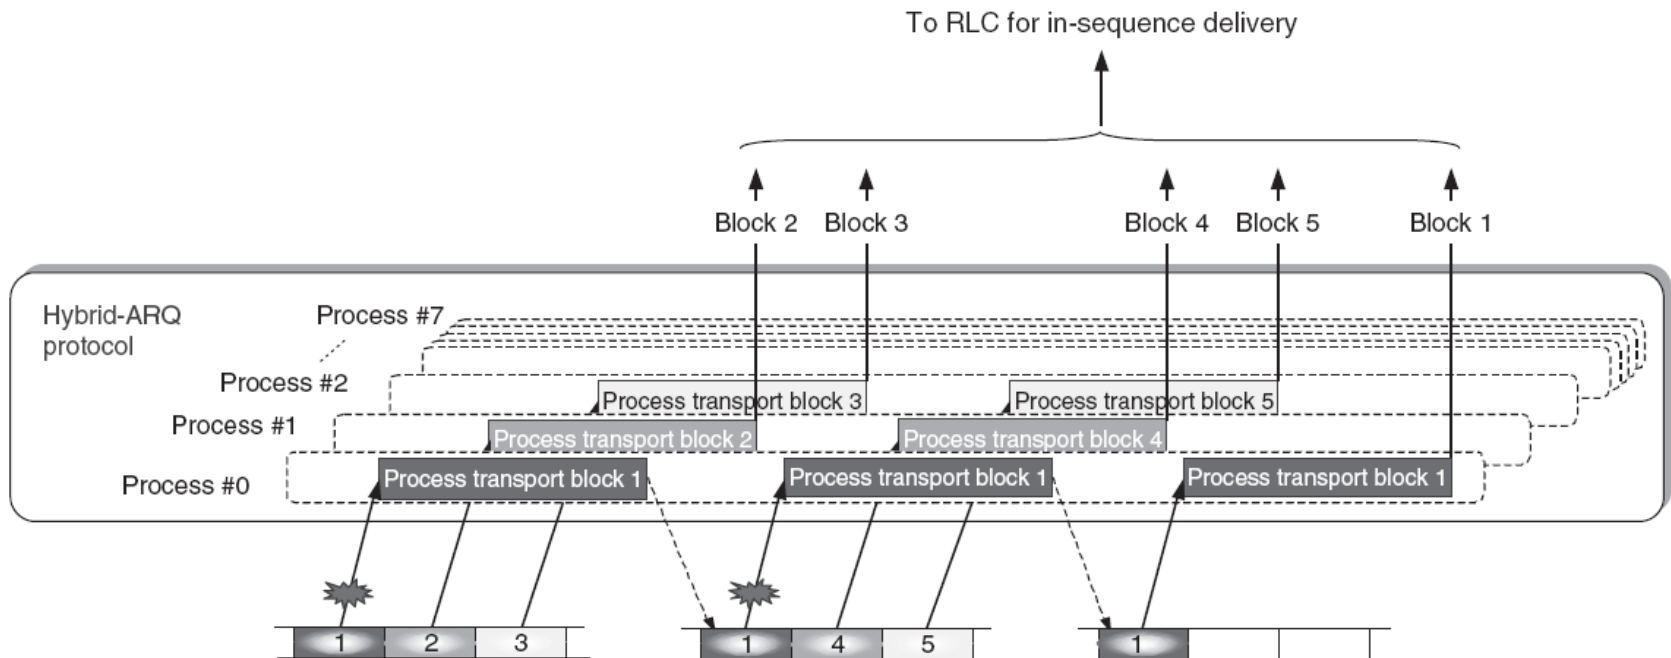 To RLC for in-sequence delivery
Block 2
Block 3
Block 4
Block 5
Block 1
Hybrid-ARQ
protocol
Process #7
Process #2
Process #1
Process #0
Process transport block 3
Process transport block 5
Process transport block 2
Process transport block 4
Process transport block 1
Process transport block 1
Process transport block 1
1
2
3
1
4
5
1